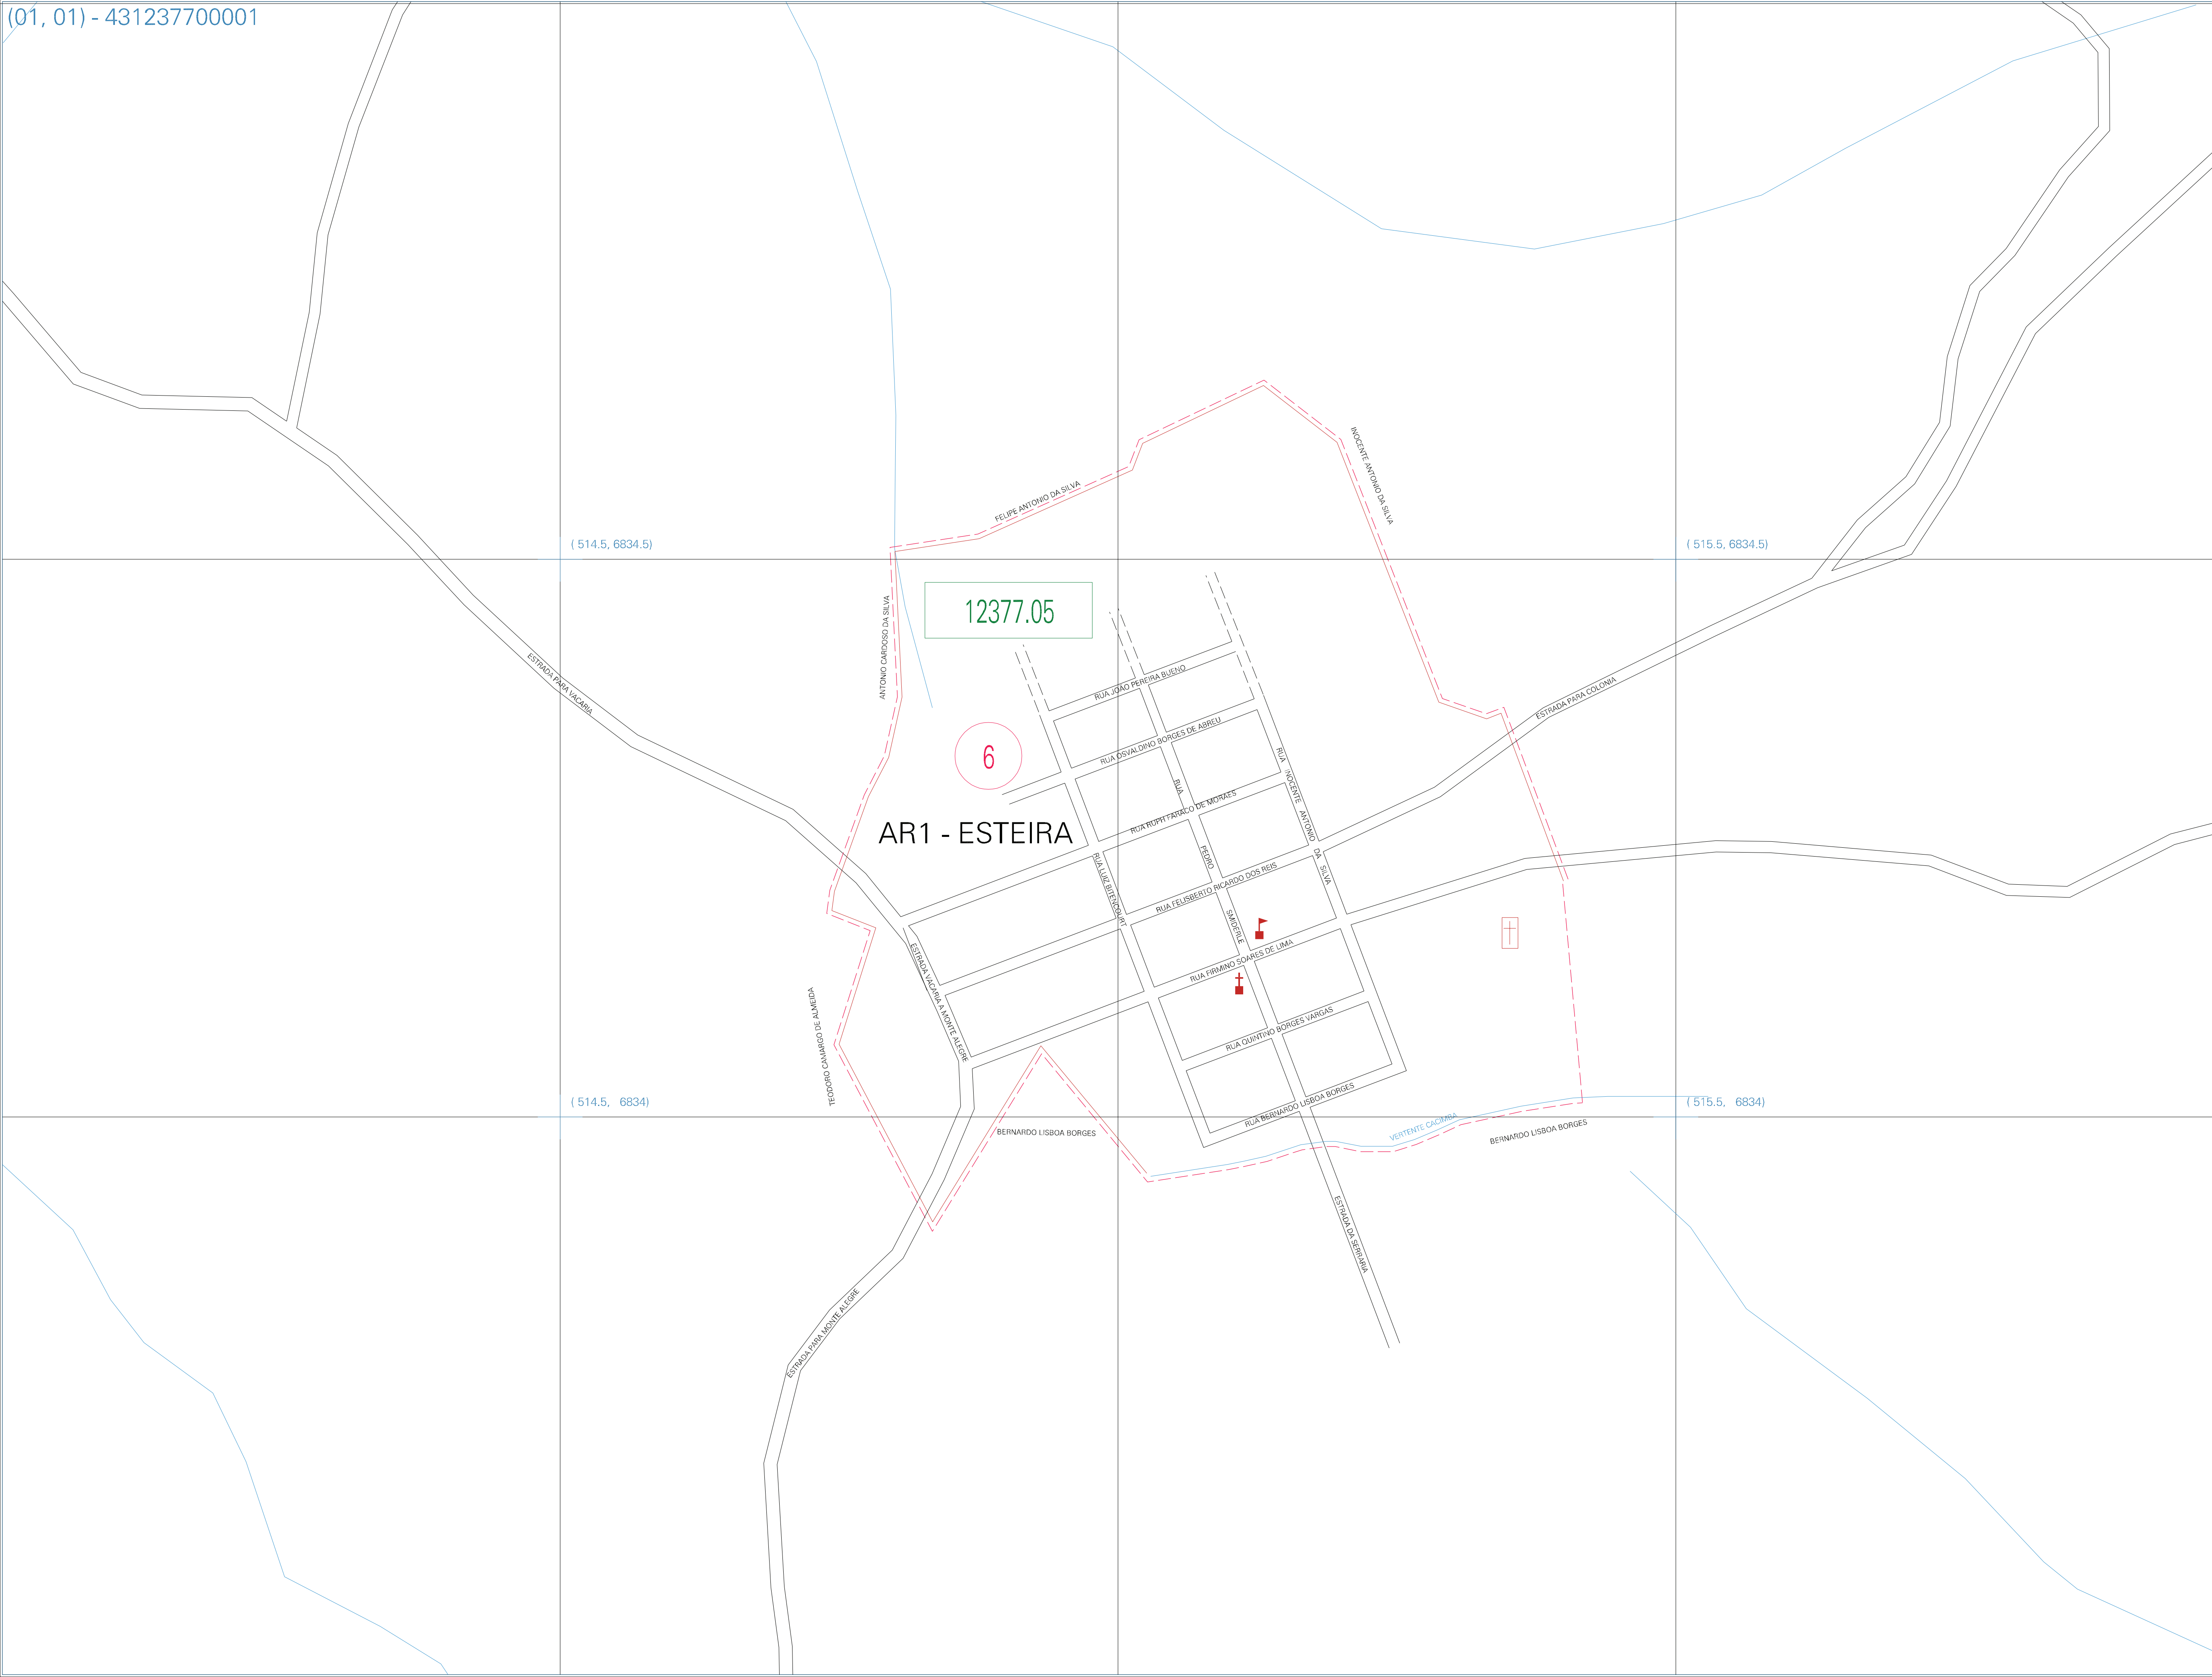 (01, 01) - 431237700001
INOCENTE ANTONIO DA SILVA
FELIPE ANTONIO DA SILVA
( 514.5, 6834.5)
( 515.5, 6834.5)
12377.05
ANTONIO CARDOSO DA SILVA
ESTRADA PARA VACARIA
RUA JOAO PEREIRA BUENO
ESTRADA PARA COLONIA
RUA OSVALDINO BORGES DE ABREU
6
RUA INOCENTE ANTONIO DA SILVA
RUA PEDRO SMIDERLE
RUA RUPH FARACO DE MORAES
AR1 - ESTEIRA
RUA LUIZ BITENCOURT
RUA FELISBERTO RICARDO DOS REIS
RUA FIRMINO SOARES DE LIMA
ESTRADA VACARIA A MONTE ALEGRE
TEODORO CAMARGO DE ALMEIDA
RUA QUINTINO BORGES VARGAS
( 514.5, 6834)
( 515.5, 6834)
RUA BERNARDO LISBOA BORGES
VERTENTE CACIMBA
BERNARDO LISBOA BORGES
BERNARDO LISBOA BORGES
ESTRADA DA SERRARIA
ESTRADA PARA MONTE ALEGRE